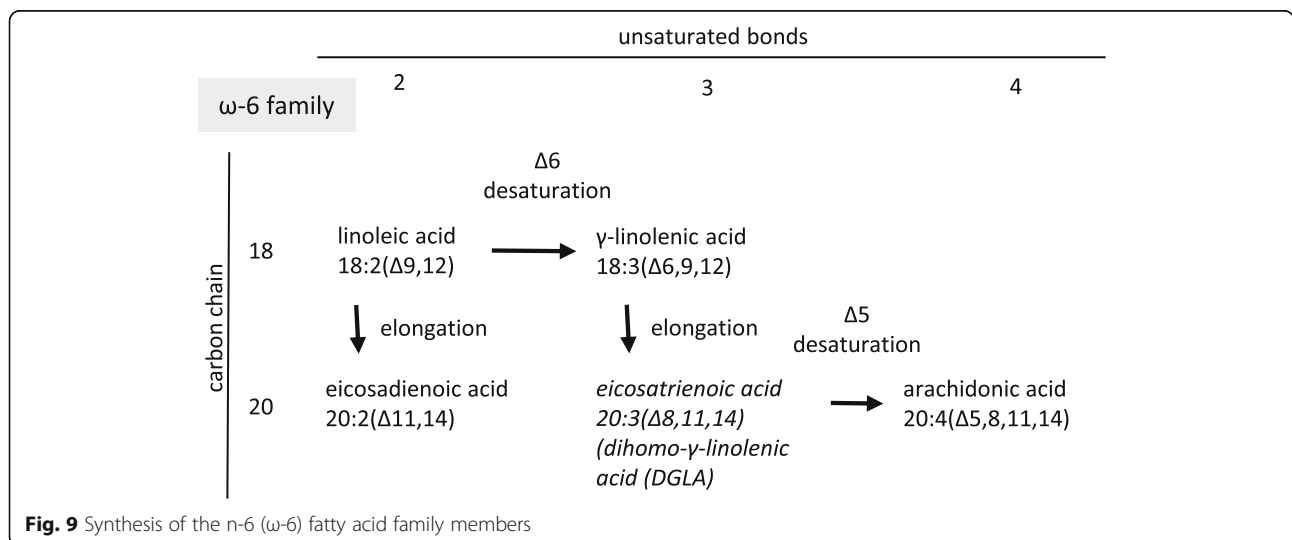 unsaturated bonds
2
3
4
ω-6 family
Δ6
desaturation
carbon chain
18
linoleic acid
18:2(Δ9,12)
γ-linolenic acid
18:3(Δ6,9,12)
elongation
elongation
Δ5
desaturation
20
eicosadienoic acid
20:2(Δ11,14)
eicosatrienoic acid
20:3(Δ8,11,14)
(dihomo-γ-linolenic
acid (DGLA)
arachidonic acid
20:4(Δ5,8,11,14)
Fig. 9 Synthesis of the n-6 (ω-6) fatty acid family members